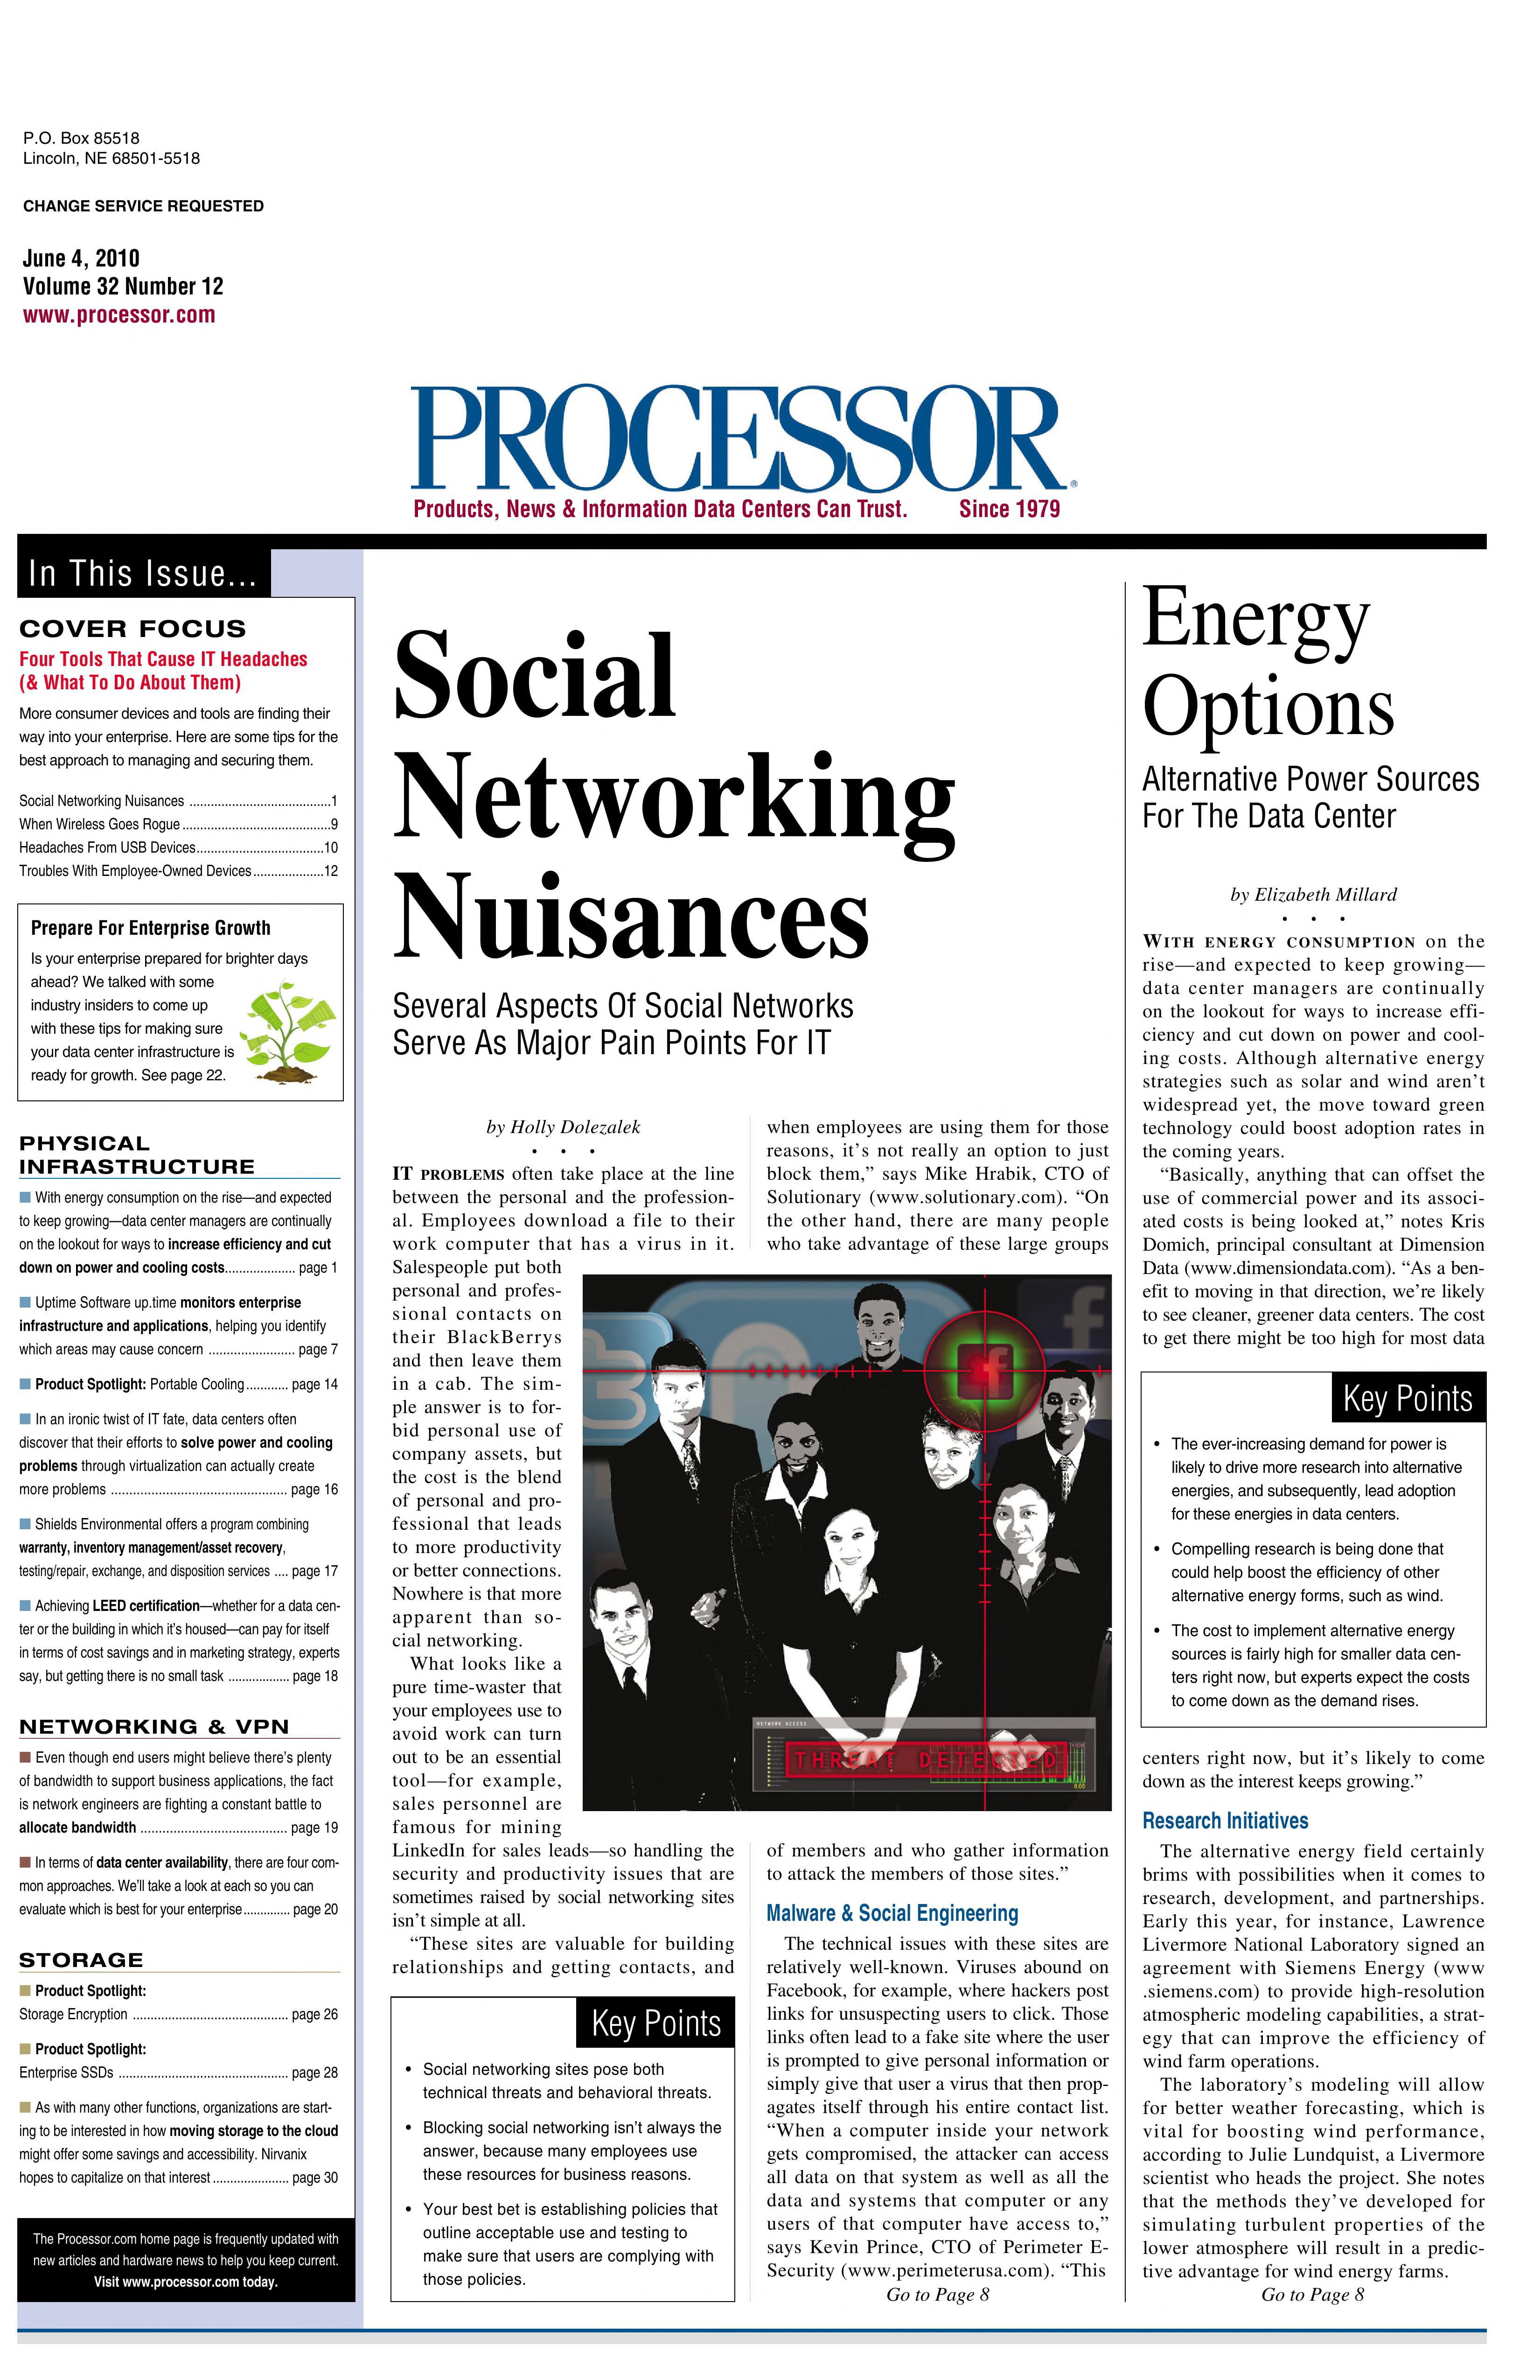 P.O. Box 85518
Lincoln, NE 68501-5518
CHANGE SERVICE REQUESTED
June 4, 2010
Volume 32 Number 12
www.processor.com
PROCESSOR®
Products, News & Information Data Centers Can Trust. Since 1979
In This Issue...
COVER FOCUS
Four Tools That Cause IT Headaches
(& What To Do About Them)
More consumer devices and tools are finding their
way into your enterprise. Here are some tips for the
best approach to managing and securing them.
Social Networking Nuisances ........................................1
When Wireless Goes Rogue..........................................9
Headaches From USB Devices....................................10
Troubles With Employee-Owned Devices....................12
Prepare For Enterprise Growth
Is your enterprise prepared for brighter days
ahead? We talked with some
industry insiders to come up
with these tips for making sure
your data center infrastructure is
ready for growth. See page 22.
PHYSICAL
INFRASTRUCTURE
■ With energy consumption on the rise—and expected
to keep growing—data center managers are continually
on the lookout for ways to increase efficiency and cut
down on power and cooling costs.................... page 1
■ Uptime Software up.time monitors enterprise
infrastructure and applications, helping you identify
which areas may cause concern ........................ page 7
■ Product Spotlight: Portable Cooling............ page 14
■ In an ironic twist of IT fate, data centers often
discover that their efforts to solve power and cooling
problems through virtualization can actually create
more problems ................................................ page 16
■ Shields Environmental offers a program combining
warranty, inventory management/asset recovery,
testing/repair, exchange, and disposition services .... page 17
■ Achieving LEED certification—whether for a data cen-
ter or the building in which it's housed—can pay for itself
in terms of cost savings and in marketing strategy, experts
say, but getting there is no small task .................. page 18
NETWORKING & VPN
■ Even though end users might believe there's plenty
of bandwidth to support business applications, the fact
is network engineers are fighting a constant battle to
allocate bandwidth ........................................ page 19
■ In terms of data center availability, there are four com-
mon approaches. We'll take a look at each so you can
evaluate which is best for your enterprise.............. page 20
STORAGE
■ Product Spotlight:
Storage Encryption ............................................ page 26
■ Product Spotlight:
Enterprise SSDs ................................................ page 28
■ As with many other functions, organizations are start-
ing to be interested in how moving storage to the cloud
might offer some savings and accessibility. Nirvanix
hopes to capitalize on that interest...................... page 30
The Processor.com home page is frequently updated with
new articles and hardware news to help you keep current.
Visit www.processor.com today.
Social
Networking
Nuisances
Several Aspects Of Social Networks
Serve As Major Pain Points For IT
by Holly Dolezalek
• • •
IT PROBLEMS often take place at the line
between the personal and the profession-
al. Employees download a file to their
work computer that has a virus in it.
Salespeople put both
personal and profes-
sional contacts on
their BlackBerrys
and then leave them
in a cab. The sim-
ple answer is to for-
bid personal use of
company assets, but
the cost is the blend
of personal and pro-
fessional that leads
to more productivity
or better connections.
Nowhere is that more
apparent than so-
cial networking.
What looks like a
pure time-waster that
your employees use to
avoid work can turn
out to be an essential
tool—for example,
sales personnel are
famous for mining
LinkedIn for sales leads—so handling the
security and productivity issues that are
sometimes raised by social networking sites
isn't simple at all.
“These sites are valuable for building
relationships and getting contacts, and
Key Points
• Social networking sites pose both
technical threats and behavioral threats.
• Blocking social networking isn't always the
answer, because many employees use
these resources for business reasons.
• Your best bet is establishing policies that
outline acceptable use and testing to
make sure that users are complying with
those policies.
when employees are using them for those
reasons, it's not really an option to just
block them,” says Mike Hrabik, CTO of
Solutionary (www.solutionary.com). “On
the other hand, there are many people
who take advantage of these large groups
t
f
f
NETWORK ACCESS
THREAT DETECTED
0.60
of members and who gather information
to attack the members of those sites.”
Malware & Social Engineering
The technical issues with these sites are
relatively well-known. Viruses abound on
Facebook, for example, where hackers post
links for unsuspecting users to click. Those
links often lead to a fake site where the user
is prompted to give personal information or
simply give that user a virus that then prop-
agates itself through his entire contact list.
“When a computer inside your network
gets compromised, the attacker can access
all data on that system as well as all the
data and systems that computer or any
users of that computer have access to,”
says Kevin Prince, CTO of Perimeter E-
Security (www.perimeterusa.com). “This
Go to Page 8
Energy
Options
Alternative Power Sources
For The Data Center
by Elizabeth Millard
• • •
WITH ENERGY CONSUMPTION on the
rise—and expected to keep growing—
data center managers are continually
on the lookout for ways to increase effi-
ciency and cut down on power and cool-
ing costs. Although alternative energy
strategies such as solar and wind aren't
widespread yet, the move toward green
technology could boost adoption rates in
the coming years.
“Basically, anything that can offset the
use of commercial power and its associ-
ated costs is being looked at,” notes Kris
Domich, principal consultant at Dimension
Data (www.dimensiondata.com). “As a ben-
efit to moving in that direction, we're likely
to see cleaner, greener data centers. The cost
to get there might be too high for most data
Key Points
• The ever-increasing demand for power is
likely to drive more research into alternative
energies, and subsequently, lead adoption
for these energies in data centers.
• Compelling research is being done that
could help boost the efficiency of other
alternative energy forms, such as wind.
• The cost to implement alternative energy
sources is fairly high for smaller data cen-
ters right now, but experts expect the costs
to come down as the demand rises.
centers right now, but it's likely to come
down as the interest keeps growing.”
Research Initiatives
The alternative energy field certainly
brims with possibilities when it comes to
research, development, and partnerships.
Early this year, for instance, Lawrence
Livermore National Laboratory signed an
agreement with Siemens Energy (www
.siemens.com) to provide high-resolution
atmospheric modeling capabilities, a strat-
egy that can improve the efficiency of
wind farm operations.
The laboratory's modeling will allow
for better weather forecasting, which is
vital for boosting wind performance,
according to Julie Lundquist, a Livermore
scientist who heads the project. She notes
that the methods they've developed for
simulating turbulent properties of the
lower atmosphere will result in a predic-
tive advantage for wind energy farms.
Go to Page 8